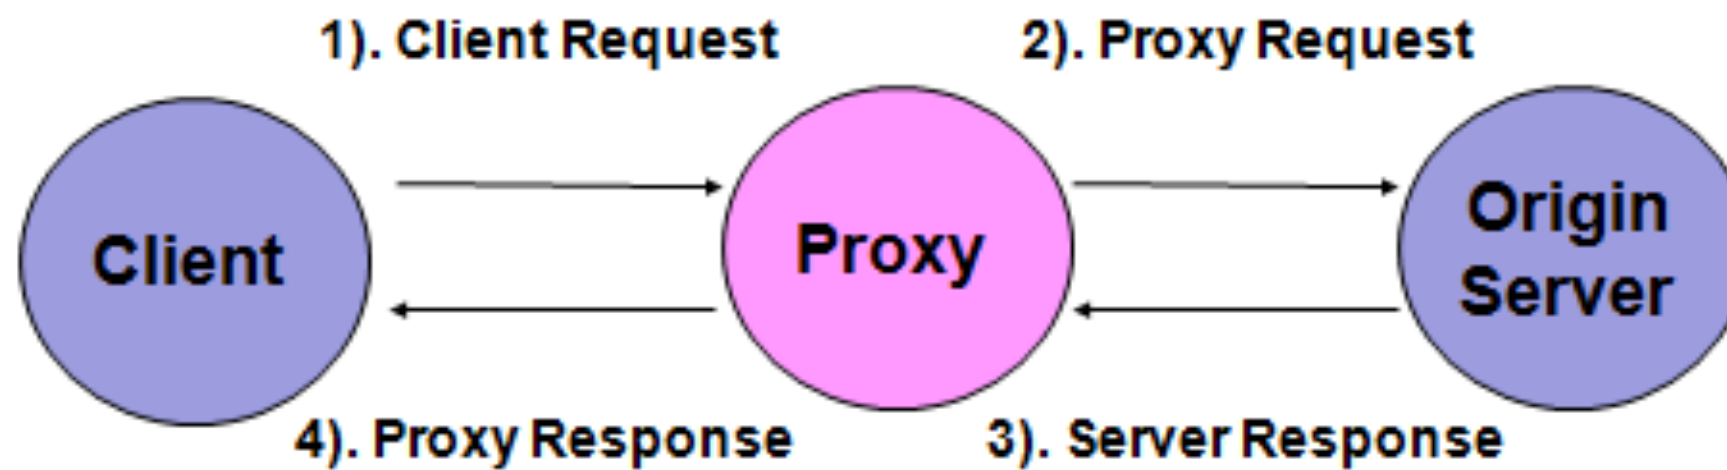 1). Client Request
2). Proxy Request
Client
Proxy
Origin
Server
4). Proxy Response
3). Server Response